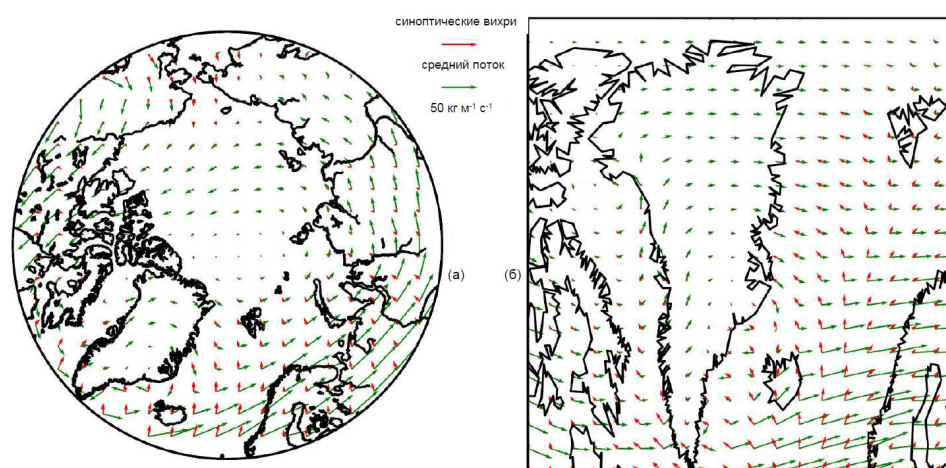 синоптические вихри
средний поток
50 кг м⁻¹ с⁻¹
(а)
(б)